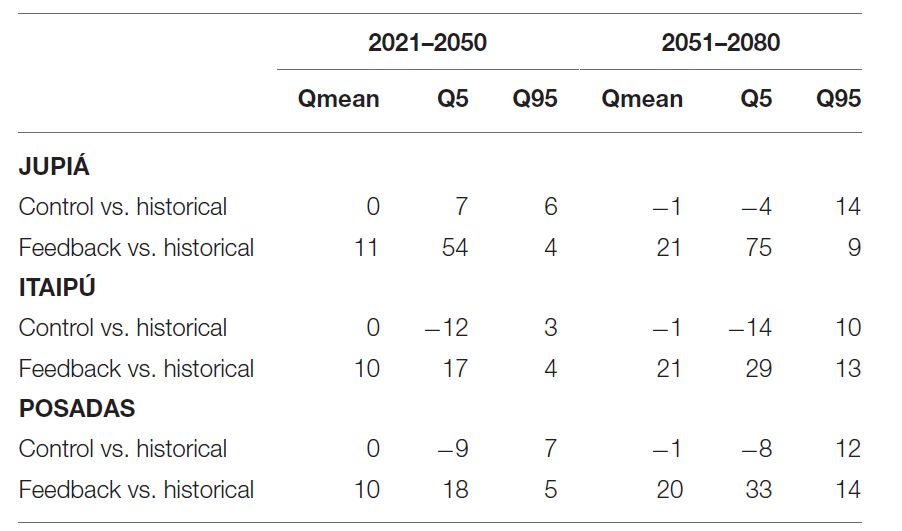 2021–2050 2051–2080
Qmean Q5 Q95 Qmean Q5 Q95
JUPIÁ
Control vs. historical 0 7 6 −1 −4 14
Feedback vs. historical 11 54 4 21 75 9
ITAIPÚ
Control vs. historical 0 −12 3 −1 −14 10
Feedback vs. historical 10 17 4 21 29 13
POSADAS
Control vs. historical 0 −9 7 −1 −8 12
Feedback vs. historical 10 18 5 20 33 14